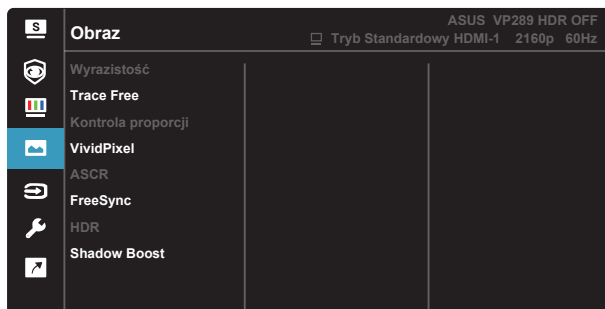 S
Obraz
ASUS VP289 HDR OFF
Tryb Standardowy HDMI-1 2160p 60Hz
Wyrazistość
Trace Free
Kontrola proporcji
VividPixel
ASCR
FreeSync
HDR
Shadow Boost